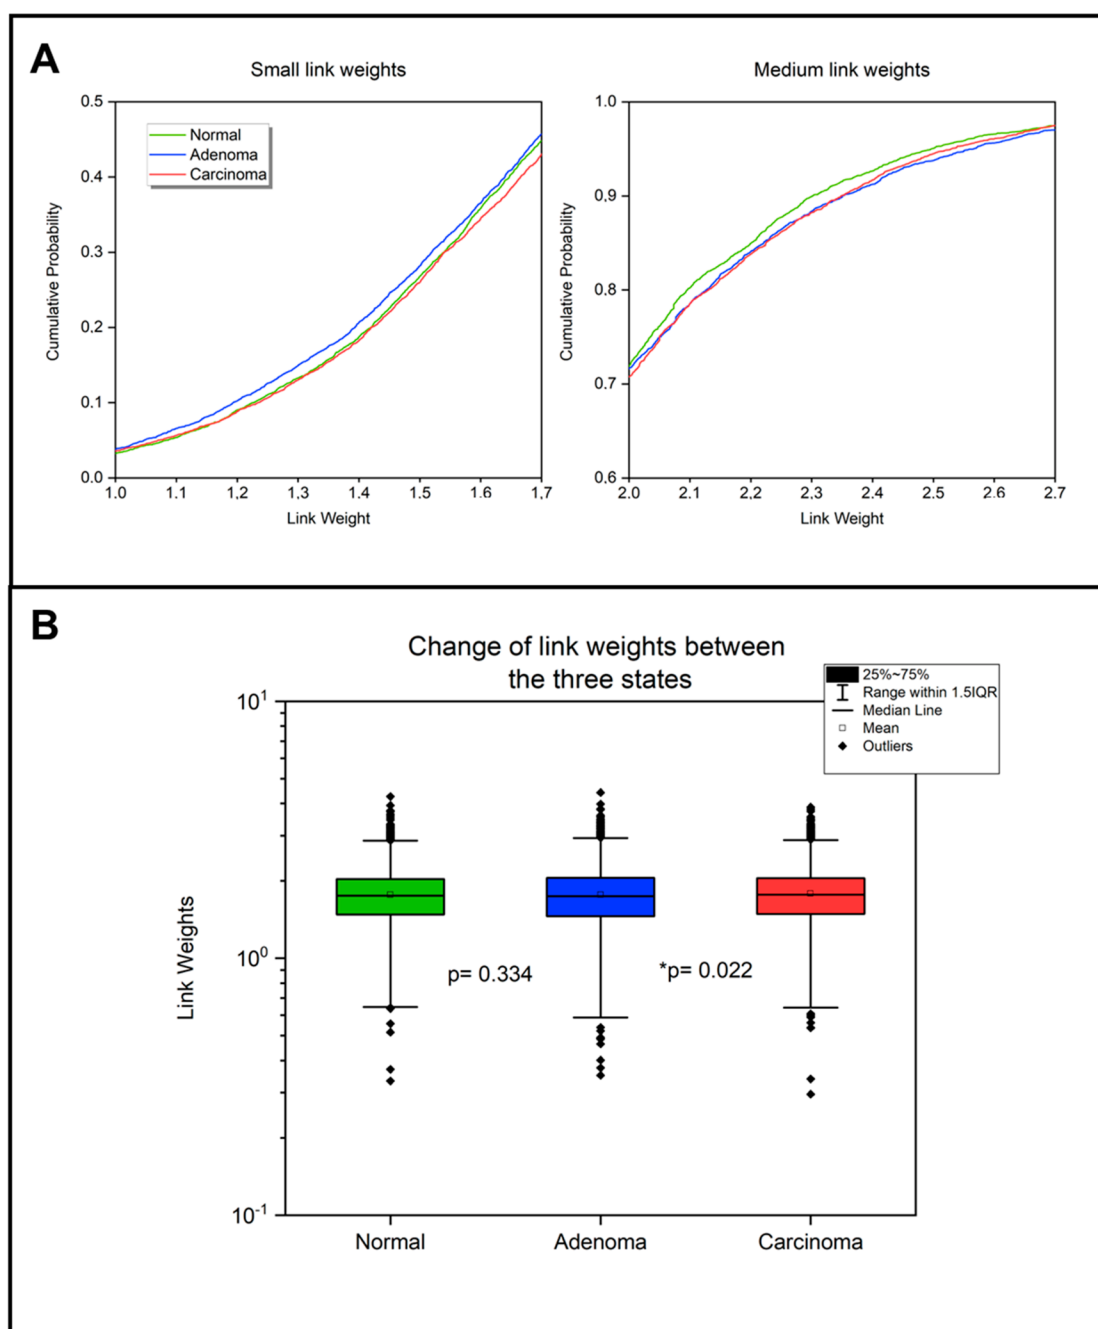 A
Small link weights
Medium link weights
0.5
0.4
0.3
0.2
0.1
0.0
Cumulative Probability
Normal
Adenoma
Carcinoma
1.0 1.1 1.2 1.3 1.4 1.5 1.6 1.7
Link Weight
1.0
0.9
0.8
0.7
0.6
Cumulative Probability
2.0 2.1 2.2 2.3 2.4 2.5 2.6 2.7
Link Weight
B
Change of link weights between
the three states
25%~75%
Range within 1.5IQR
Median Line
Mean
Outliers
10¹
10⁰
10⁻¹
Link Weights
p= 0.334
*p= 0.022
Normal Adenoma Carcinoma